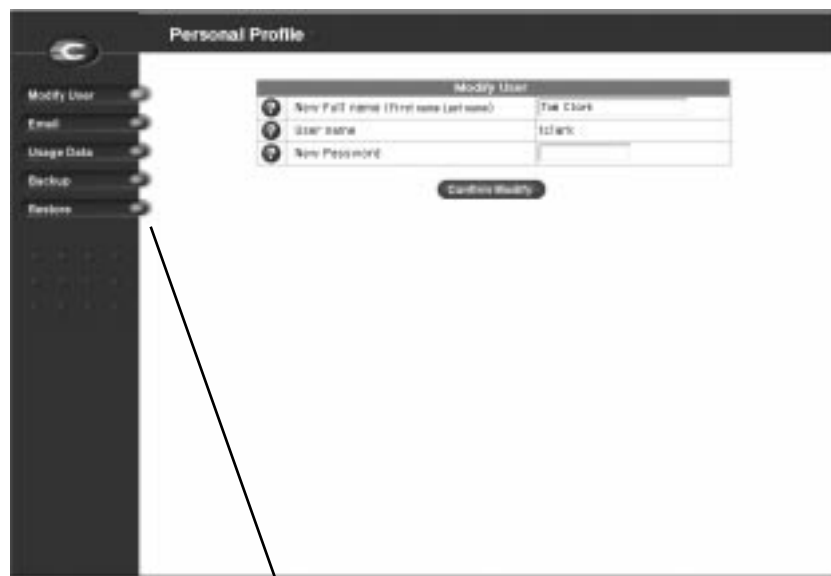 Personal Profile
Modify User
Email
Usage Data
Backup
Restore
Modify User
New Full name (First name Last name)
Tom Clark
User name
tclark
New Password
Confirm Modify